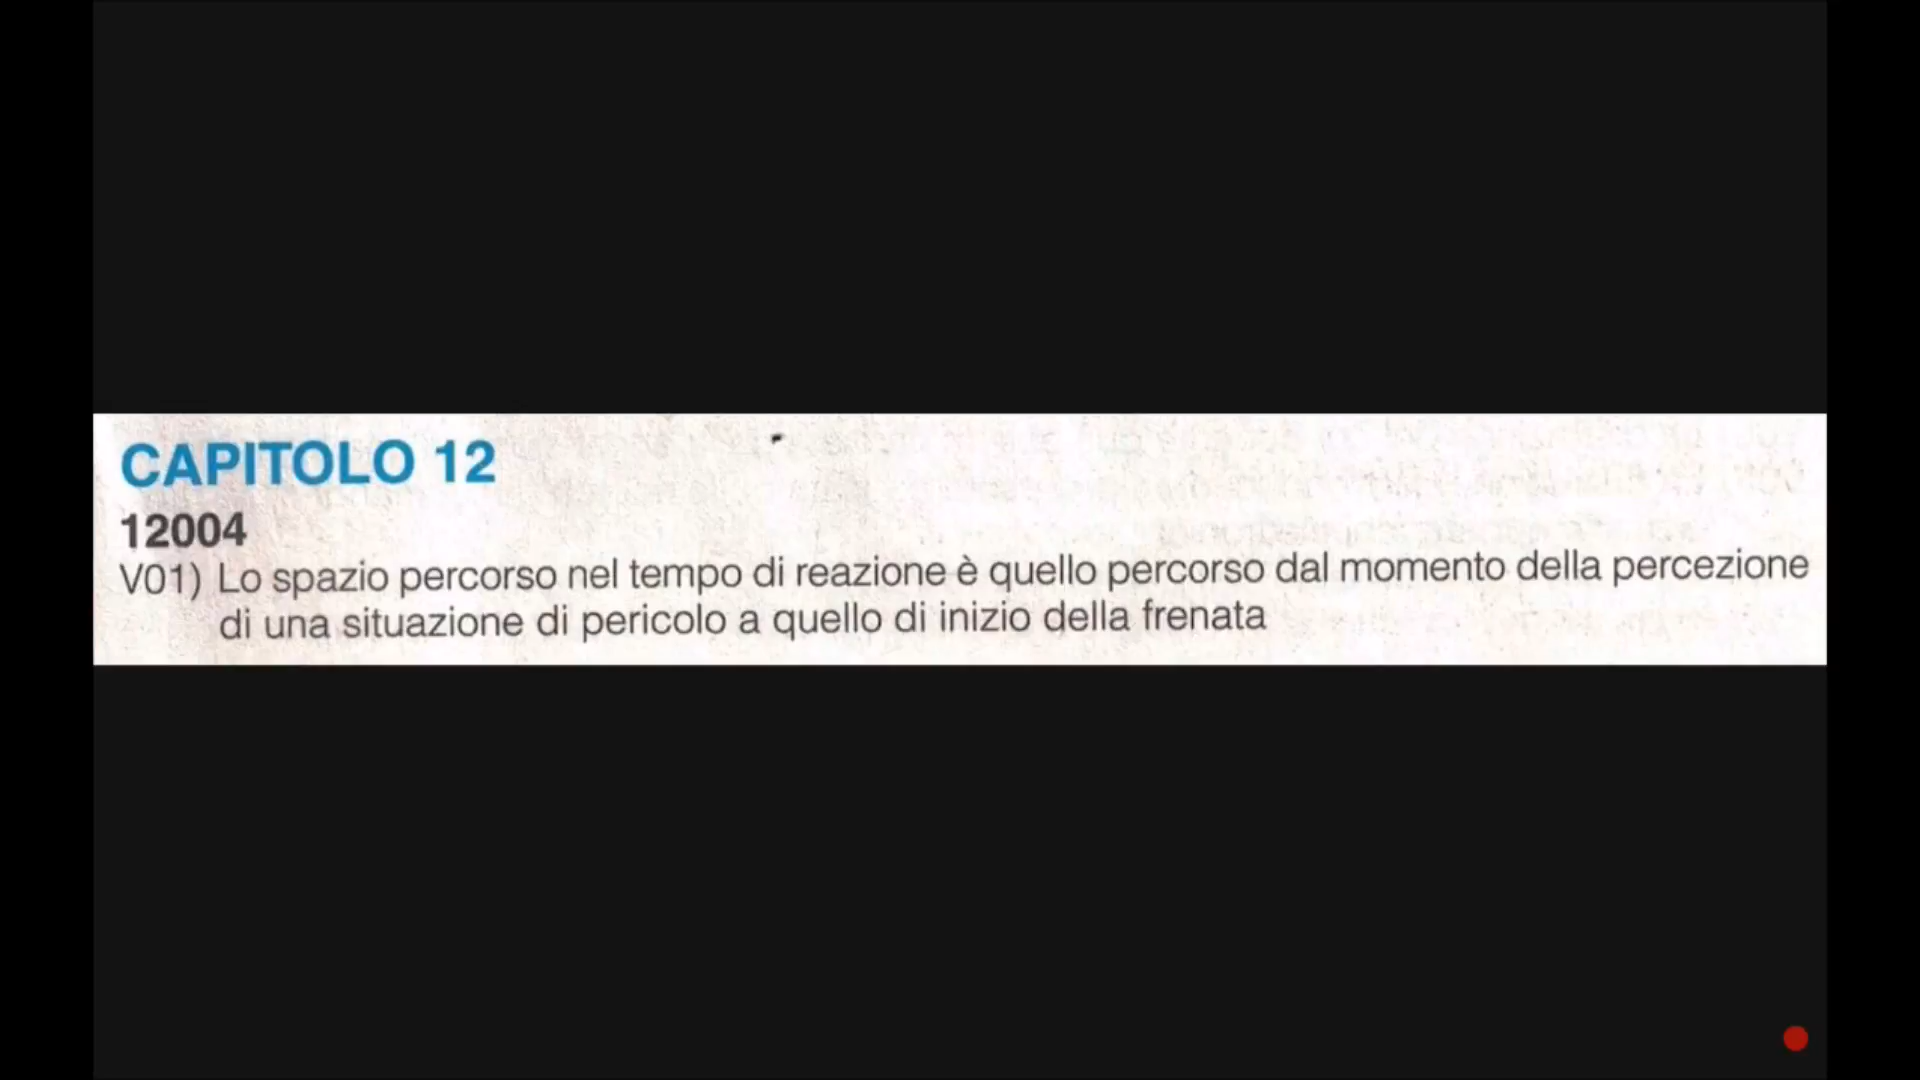 CAPITOLO 12
12004
V01) Lo spazio percorso nel tempo di reazione è quello percorso dal momento della percezione
di una situazione di pericolo a quello di inizio della frenata